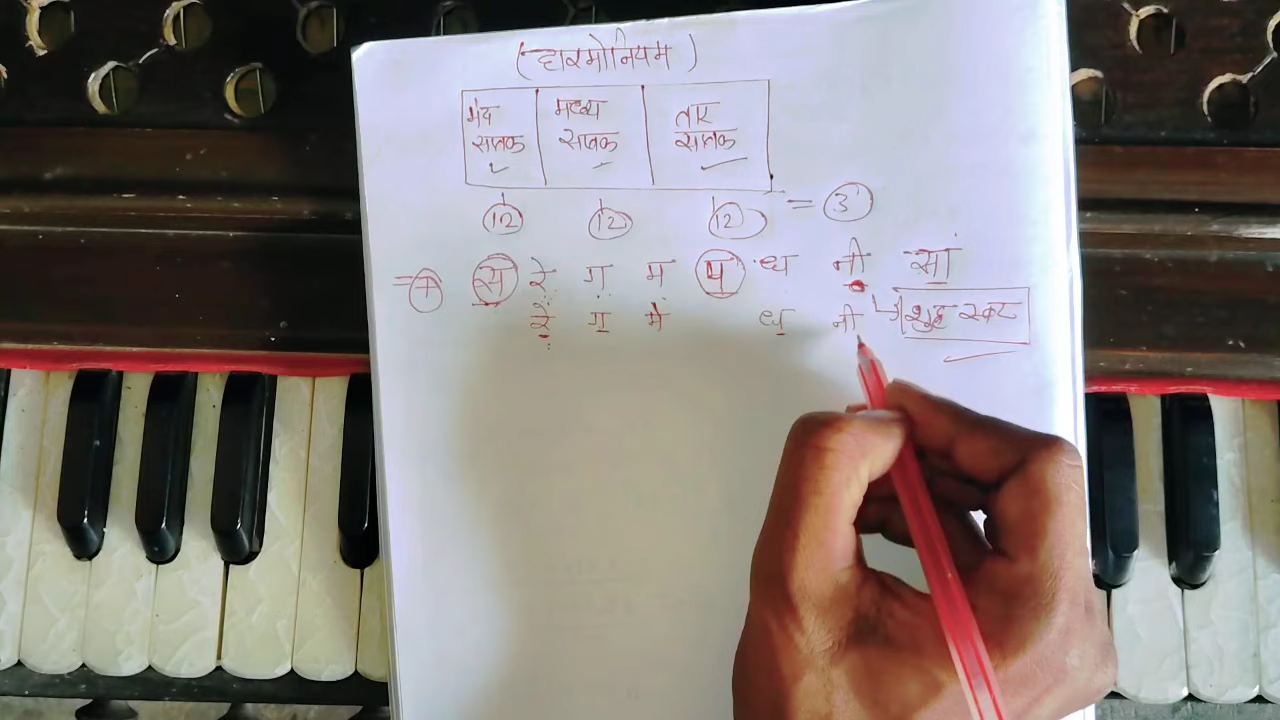 (हारमोनियम)
मंद्र मध्य तार
सप्तक सप्तक सप्तक
12 12 12 = 3
= 7 स रे ग म प ध नी सां
रे ग मे ध नी शुद्ध स्वर